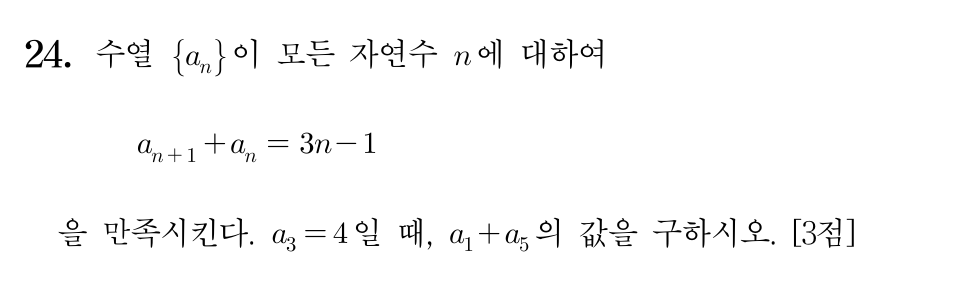 24. 수열 {aₙ}이 모든 자연수 n에 대하여
aₙ₊₁+aₙ = 3n-1
을 만족시킨다. a₃=4일 때, a₁+a₅의 값을 구하시오. [3점]